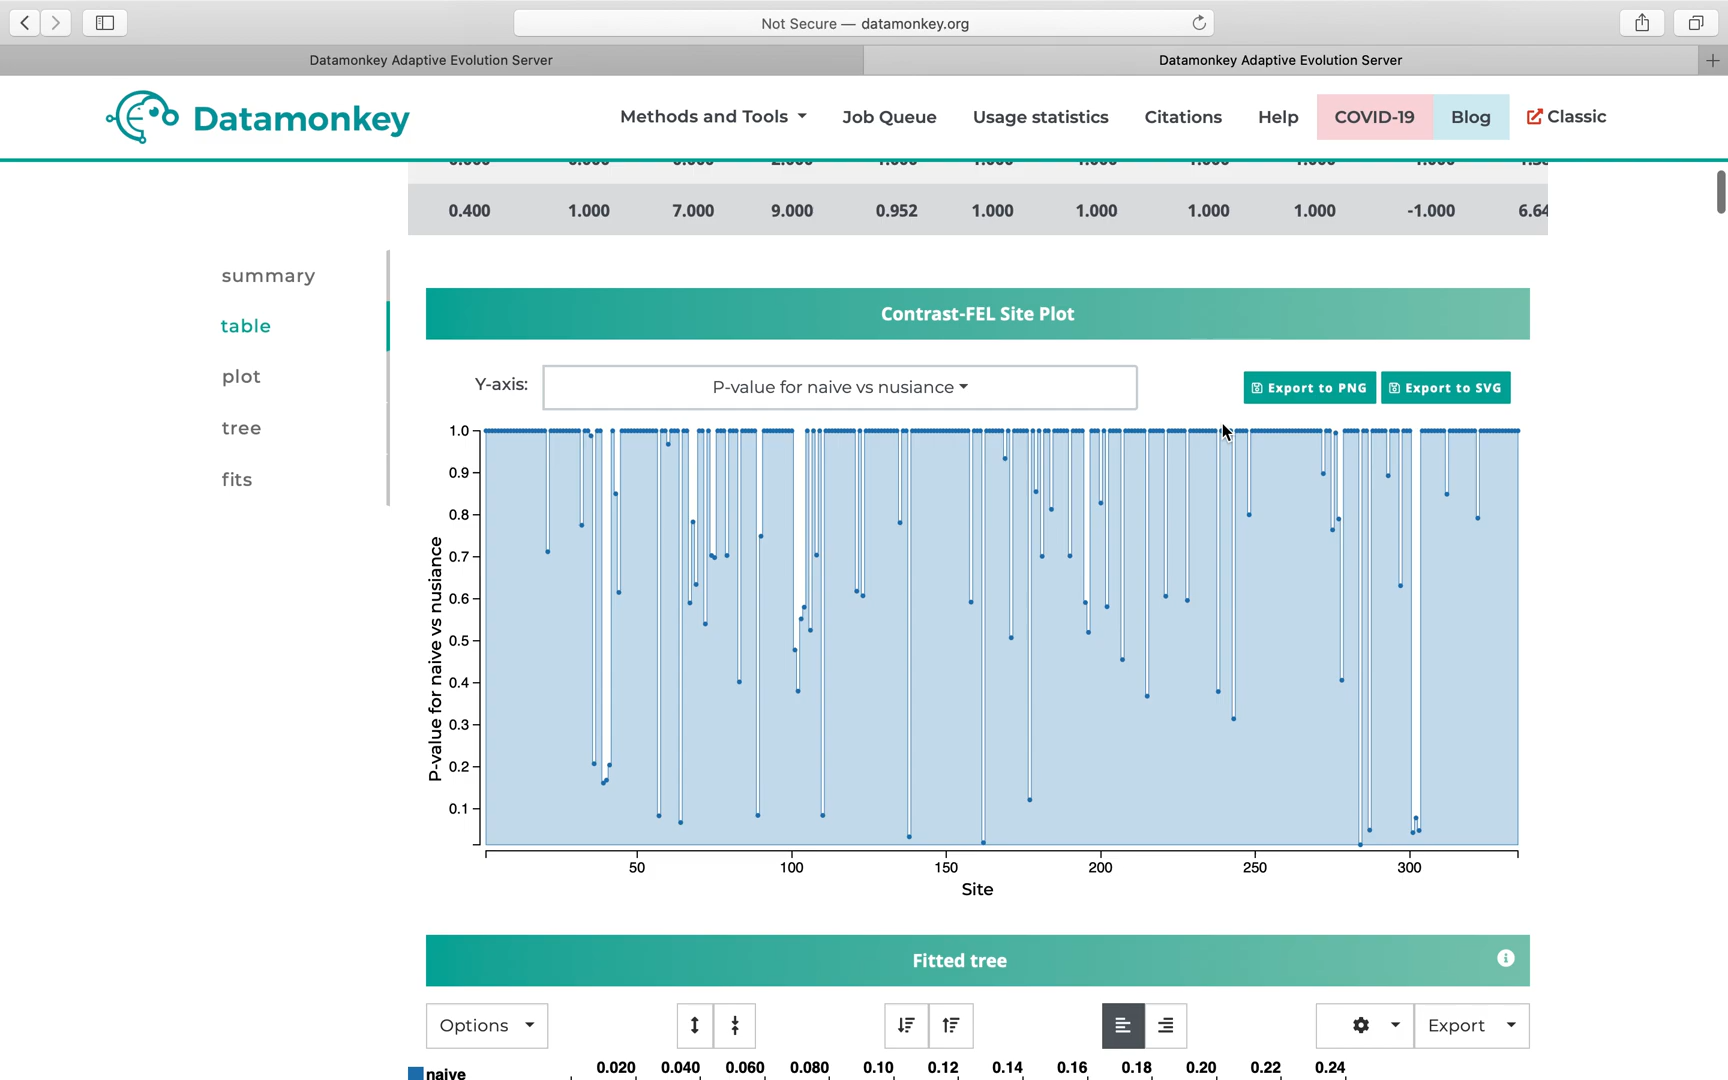 Not Secure — datamonkey.org
Datamonkey Adaptive Evolution Server
Datamonkey Adaptive Evolution Server
Datamonkey
Methods and Tools
Job Queue
Usage statistics
Citations
Help
COVID-19
Blog
Classic
0.400 1.000 7.000 9.000 0.952 1.000 1.000 1.000 1.000 -1.000 6.64
summary
table
plot
tree
fits
Contrast-FEL Site Plot
Y-axis:
P-value for naive vs nusiance
Export to PNG
Export to SVG
P-value for naive vs nusiance
1.0
0.9
0.8
0.7
0.6
0.5
0.4
0.3
0.2
0.1
50 100 150 200 250 300
Site
Fitted tree
Options
Export
0.020 0.040 0.060 0.080 0.10 0.12 0.14 0.16 0.18 0.20 0.22 0.24
naive